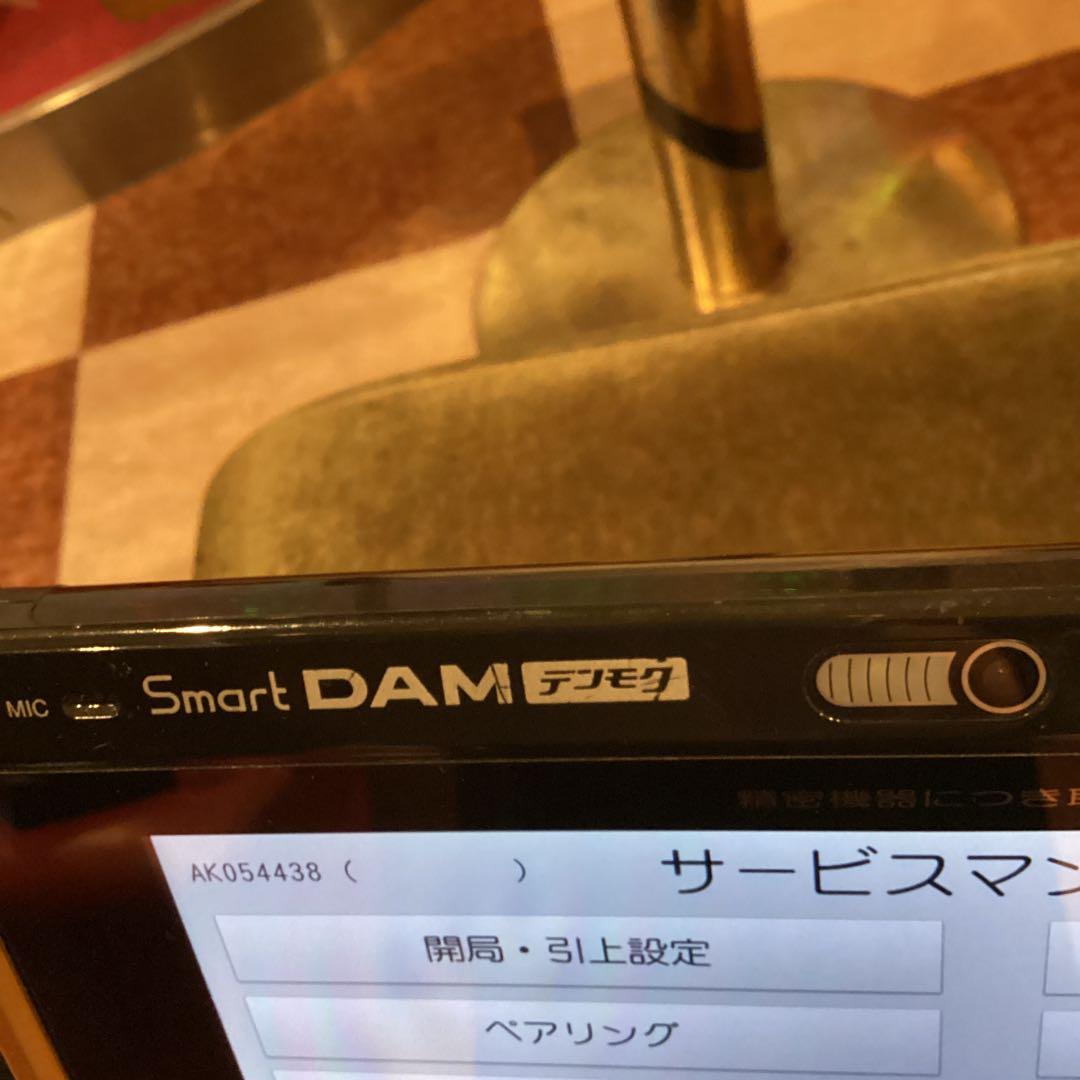 MIC Smart DAM デンモク
精密機器につき
AK054438 ( ) サービスマン
開局・引上設定
ペアリング